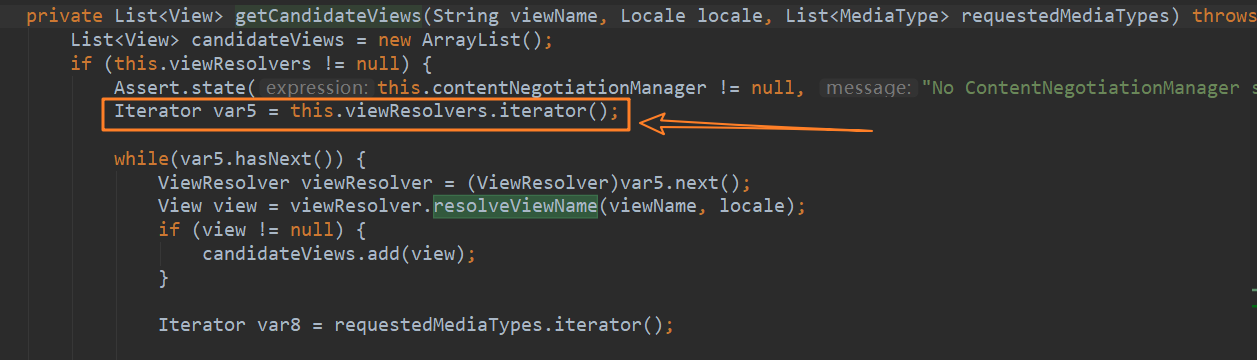 private List<View> getCandidateViews(String viewName, Locale locale, List<MediaType> requestedMediaTypes) throws
List<View> candidateViews = new ArrayList();
if (this.viewResolvers != null) {
Assert.state( expression: this.contentNegotiationManager != null, message: "No ContentNegotiationManager s
Iterator var5 = this.viewResolvers.iterator();
while(var5.hasNext()) {
ViewResolver viewResolver = (ViewResolver)var5.next();
View view = viewResolver.resolveViewName(viewName, locale);
if (view != null) {
candidateViews.add(view);
}
Iterator var8 = requestedMediaTypes.iterator();